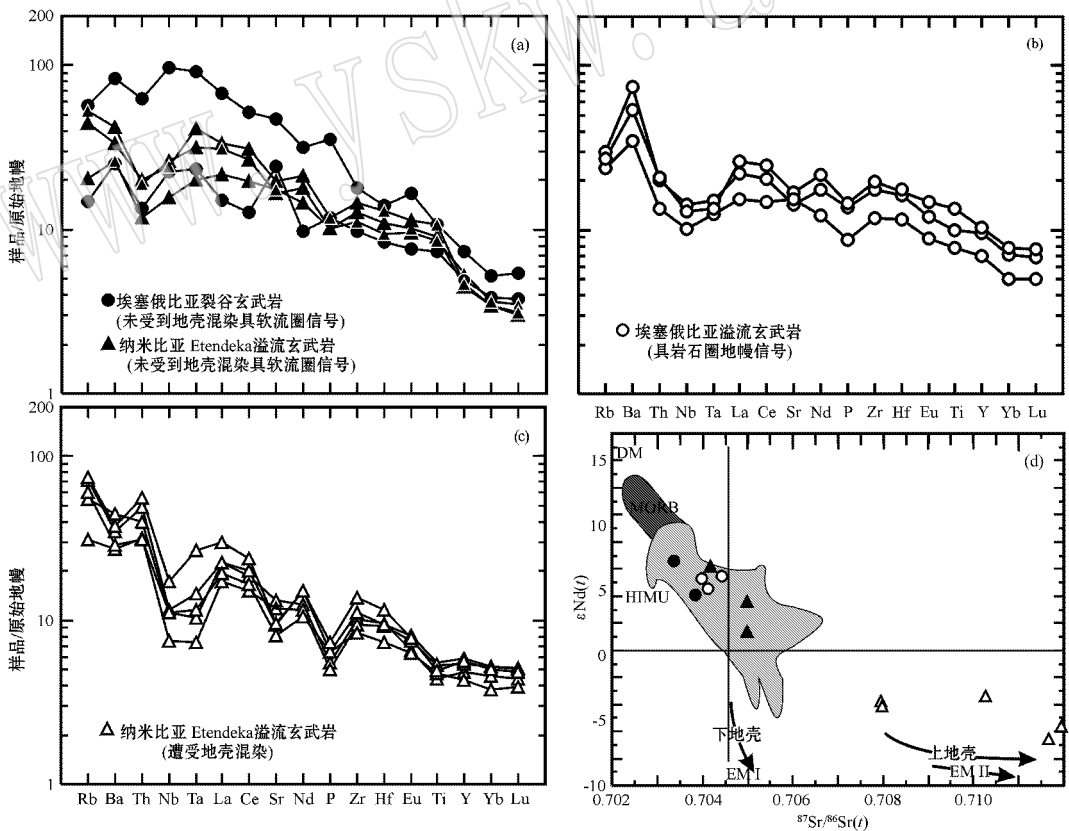 www.yskw.
200
100
10
1
样品/原始地幔
(a)
埃塞俄比亚裂谷玄武岩
(未受到地壳混染具软流圈信号)
纳米比亚 Etendeka溢流玄武岩
(未受到地壳混染具软流圈信号)
(b)
埃塞俄比亚溢流玄武岩
(具岩石圈地幔信号)
Rb Ba Th Nb Ta La Ce Sr Nd P Zr Hf Eu Ti Y Yb Lu
200
100
10
1
样品/原始地幔
(c)
纳米比亚 Etendeka溢流玄武岩
(遭受地壳混染)
Rb Ba Th Nb Ta La Ce Sr Nd P Zr Hf Eu Ti Y Yb Lu
(d)
15
10
5
0
-5
-10
εNd(t)
DM
MORB
HIMU
下地壳
EM I
上地壳
EM II
0.702 0.704 0.706 0.708 0.710
⁸⁷Sr/⁸⁶Sr(t)